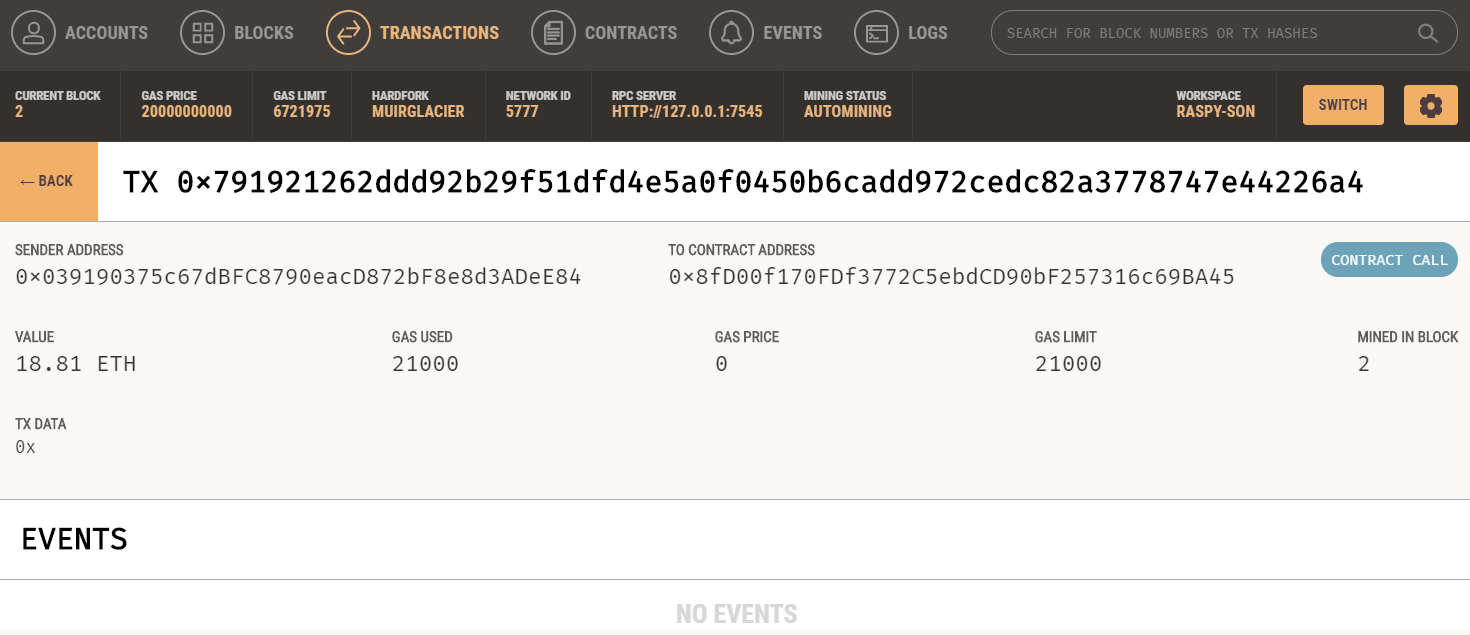 ACCOUNTS BLOCKS TRANSACTIONS CONTRACTS EVENTS LOGS SEARCH FOR BLOCK NUMBERS OR TX HASHES
CURRENT BLOCK GAS PRICE GAS LIMIT HARDFORK NETWORK ID RPC SERVER MINING STATUS WORKSPACE
2 20000000000 6721975 MUIRGLACIER 5777 HTTP://127.0.0.1:7545 AUTOMINING RASPY-SON SWITCH
← BACK TX 0×791921262ddd92b29f51dfd4e5a0f0450b6cadd972cedc82a3778747e44226a4
SENDER ADDRESS TO CONTRACT ADDRESS
0×039190375c67dBFC8790eacD872bF8e8d3ADeE84 0×8fD00f170FDf3772C5ebdCD90bF257316c69BA45 CONTRACT CALL
VALUE GAS USED GAS PRICE GAS LIMIT MINED IN BLOCK
18.81 ETH 21000 0 21000 2
TX DATA
0x
EVENTS
NO EVENTS